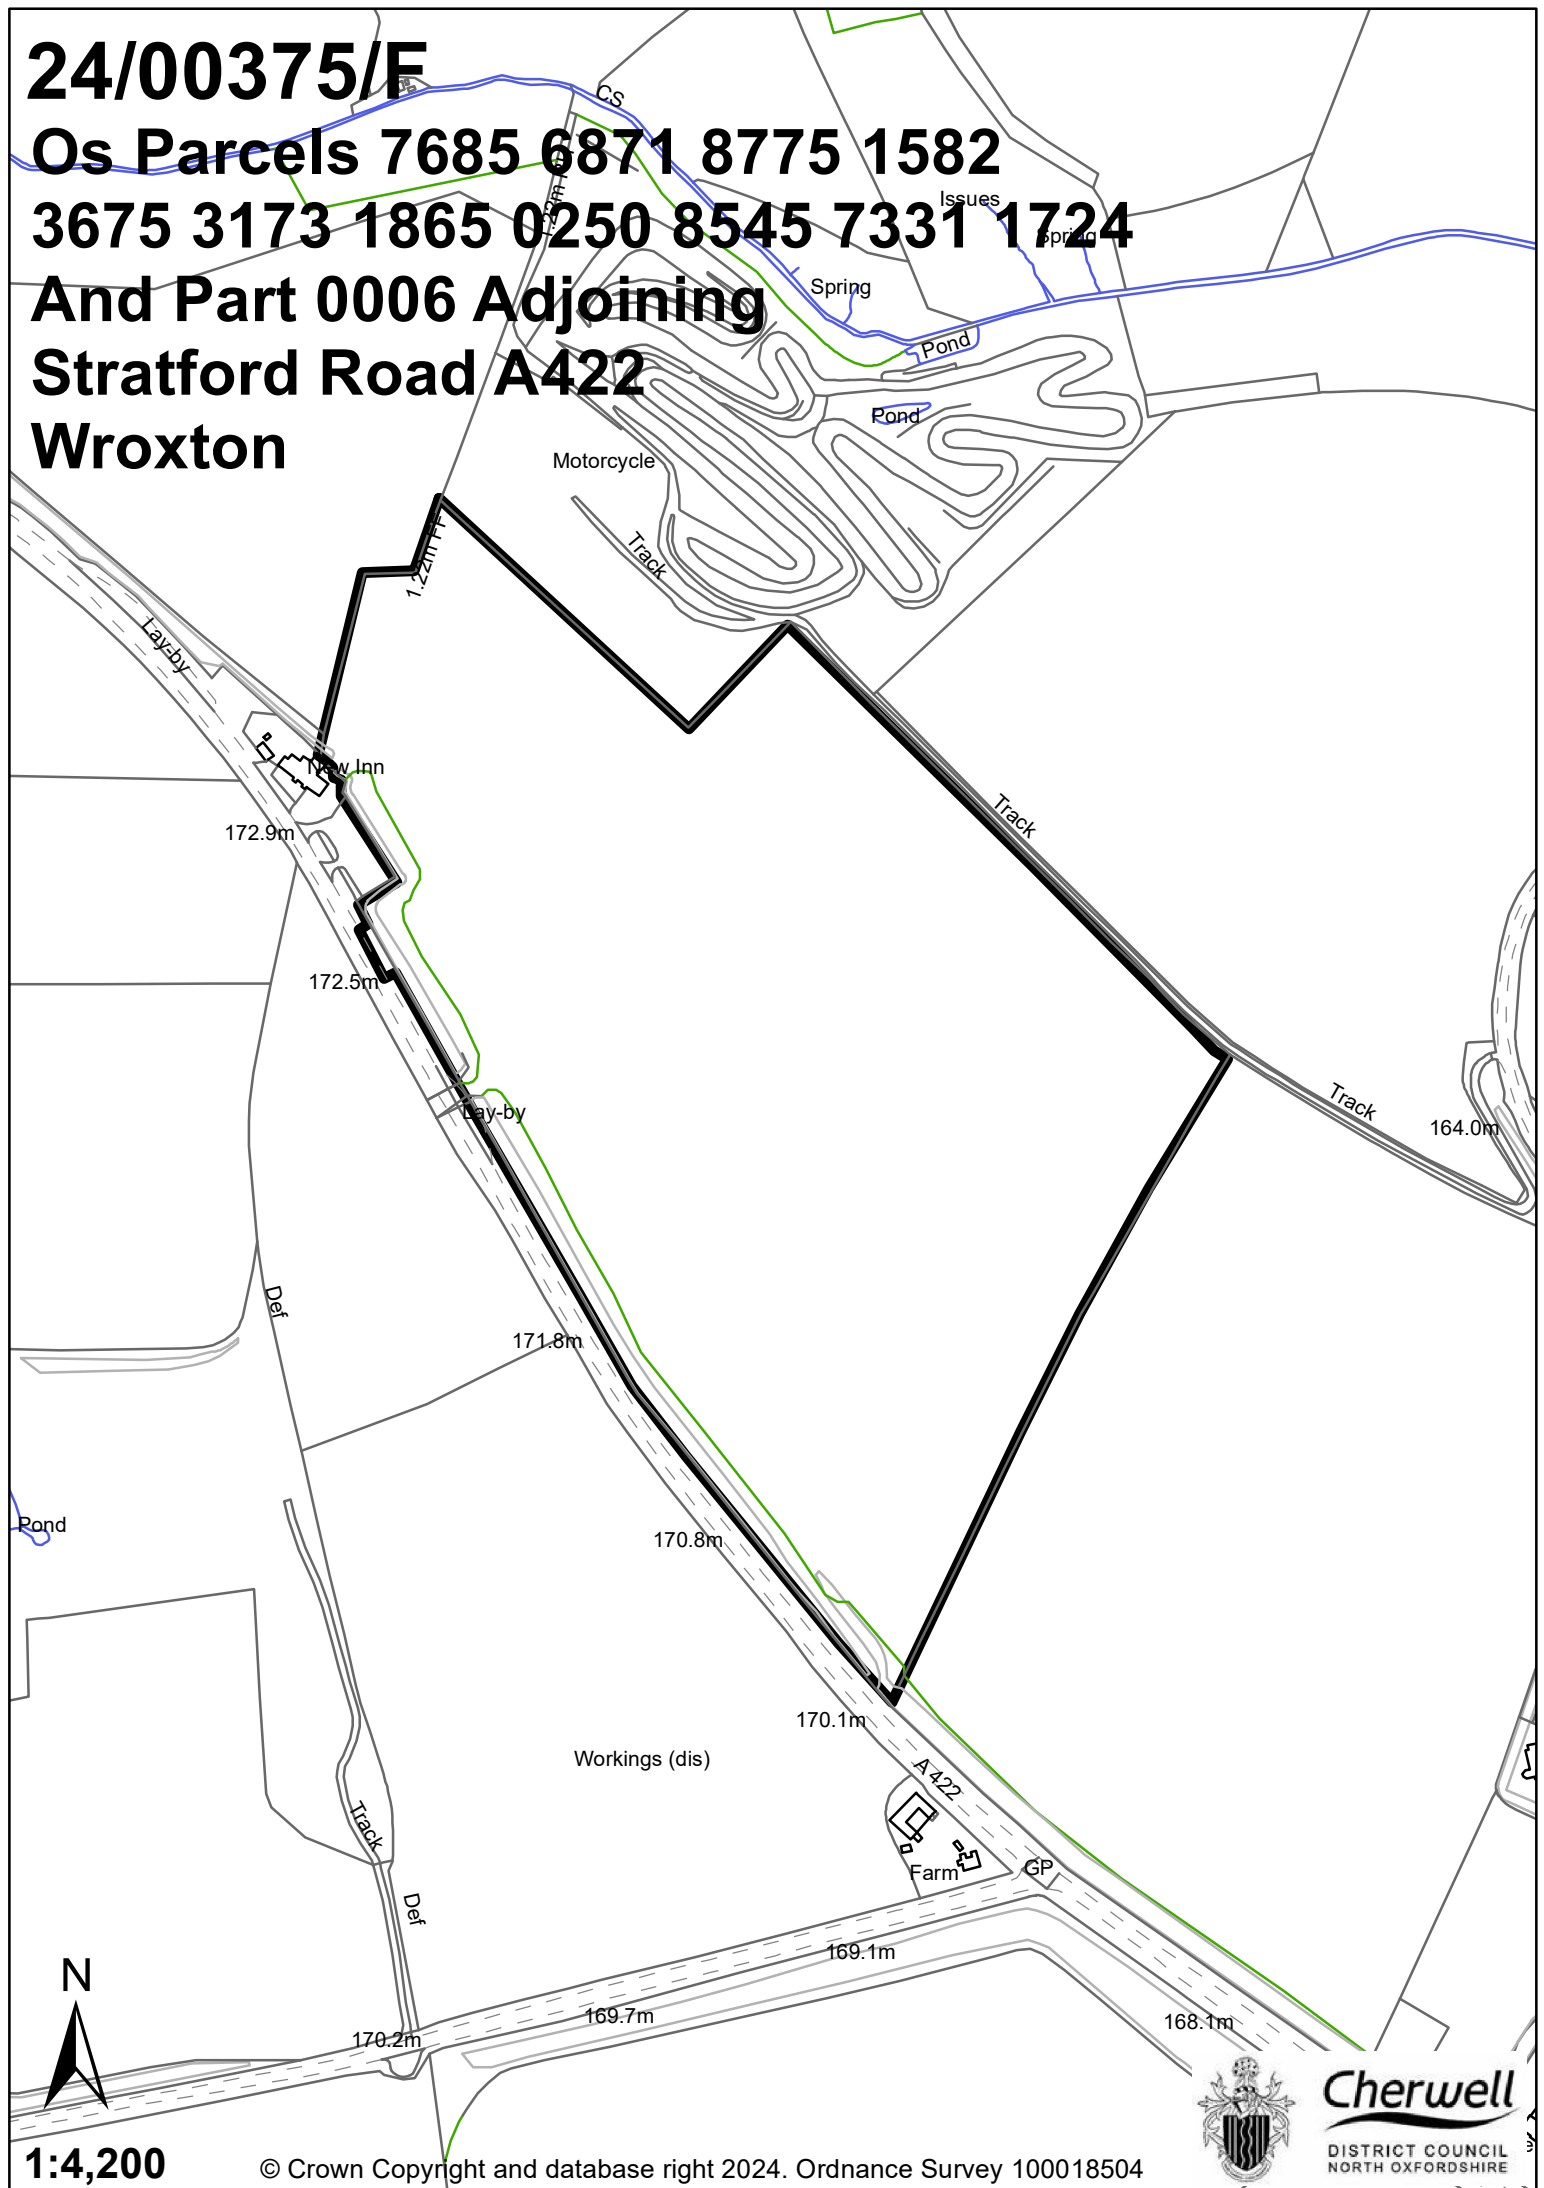 24/00375/F
Os Parcels 7685 6871 8775 1582
3675 3173 1865 0250 8545 7331 1724
And Part 0006 Adjoining
Stratford Road A422
Wroxton
CS
Issues
Spring
Spring
Pond
Pond
Motorcycle
Track
1.22m FF
Lay-by
New Inn
172.9m
Track
172.5m
Lay-by
Track
164.0m
Def
171.8m
Pond
170.8m
170.1m
Workings (dis)
A 422
Track
Farm
GP
Def
169.1m
N
169.7m
170.2m
168.1m
Cherwell
DISTRICT COUNCIL
NORTH OXFORDSHIRE
1:4,200
© Crown Copyright and database right 2024. Ordnance Survey 100018504